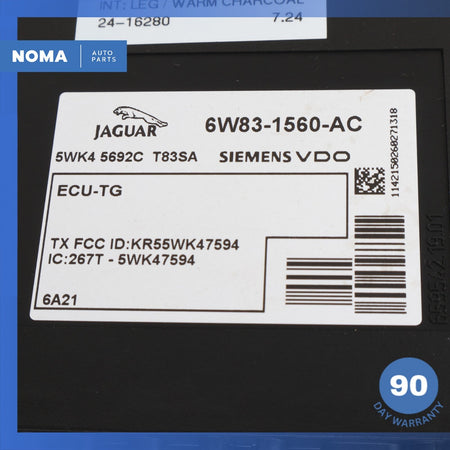 INT: LEG / WARM CHARCOAL
24-16280 7.24
NOMA AUTO PARTS
JAGUAR 6W83-1560-AC
5WK4 5692C T83SA SIEMENS VDO
1142150260271318
ECU-TG
TX FCC ID:KR55WK47594
IC:267T - 5WK47594
6A21
90
DAY WARRANTY